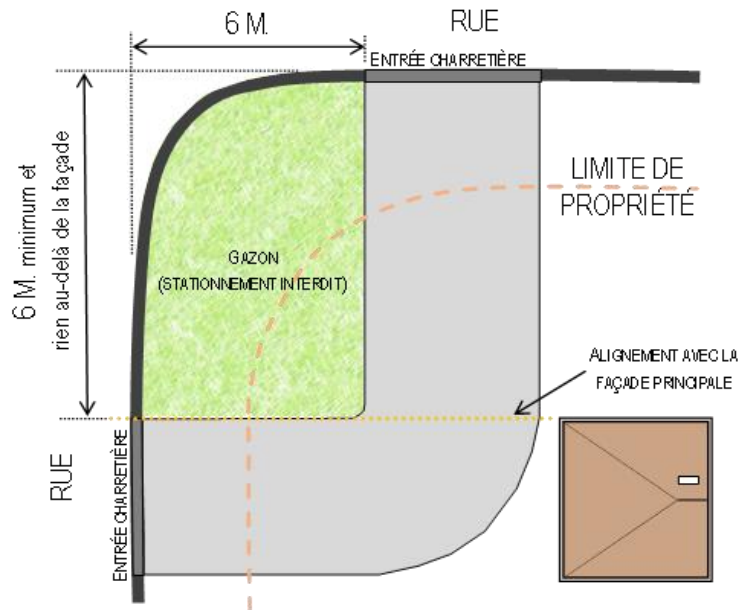 6 M.
RUE
ENTRÉE CHARRETIÈRE
6 M. minimum et
rien au-delà de la façade
LIMITE DE
PROPRIÉTÉ
GAZON
(STATIONNEMENT INTERDIT)
ALIGNEMENT AVEC LA
FAÇADE PRINCIPALE
RUE
ENTRÉE CHARRETIÈRE